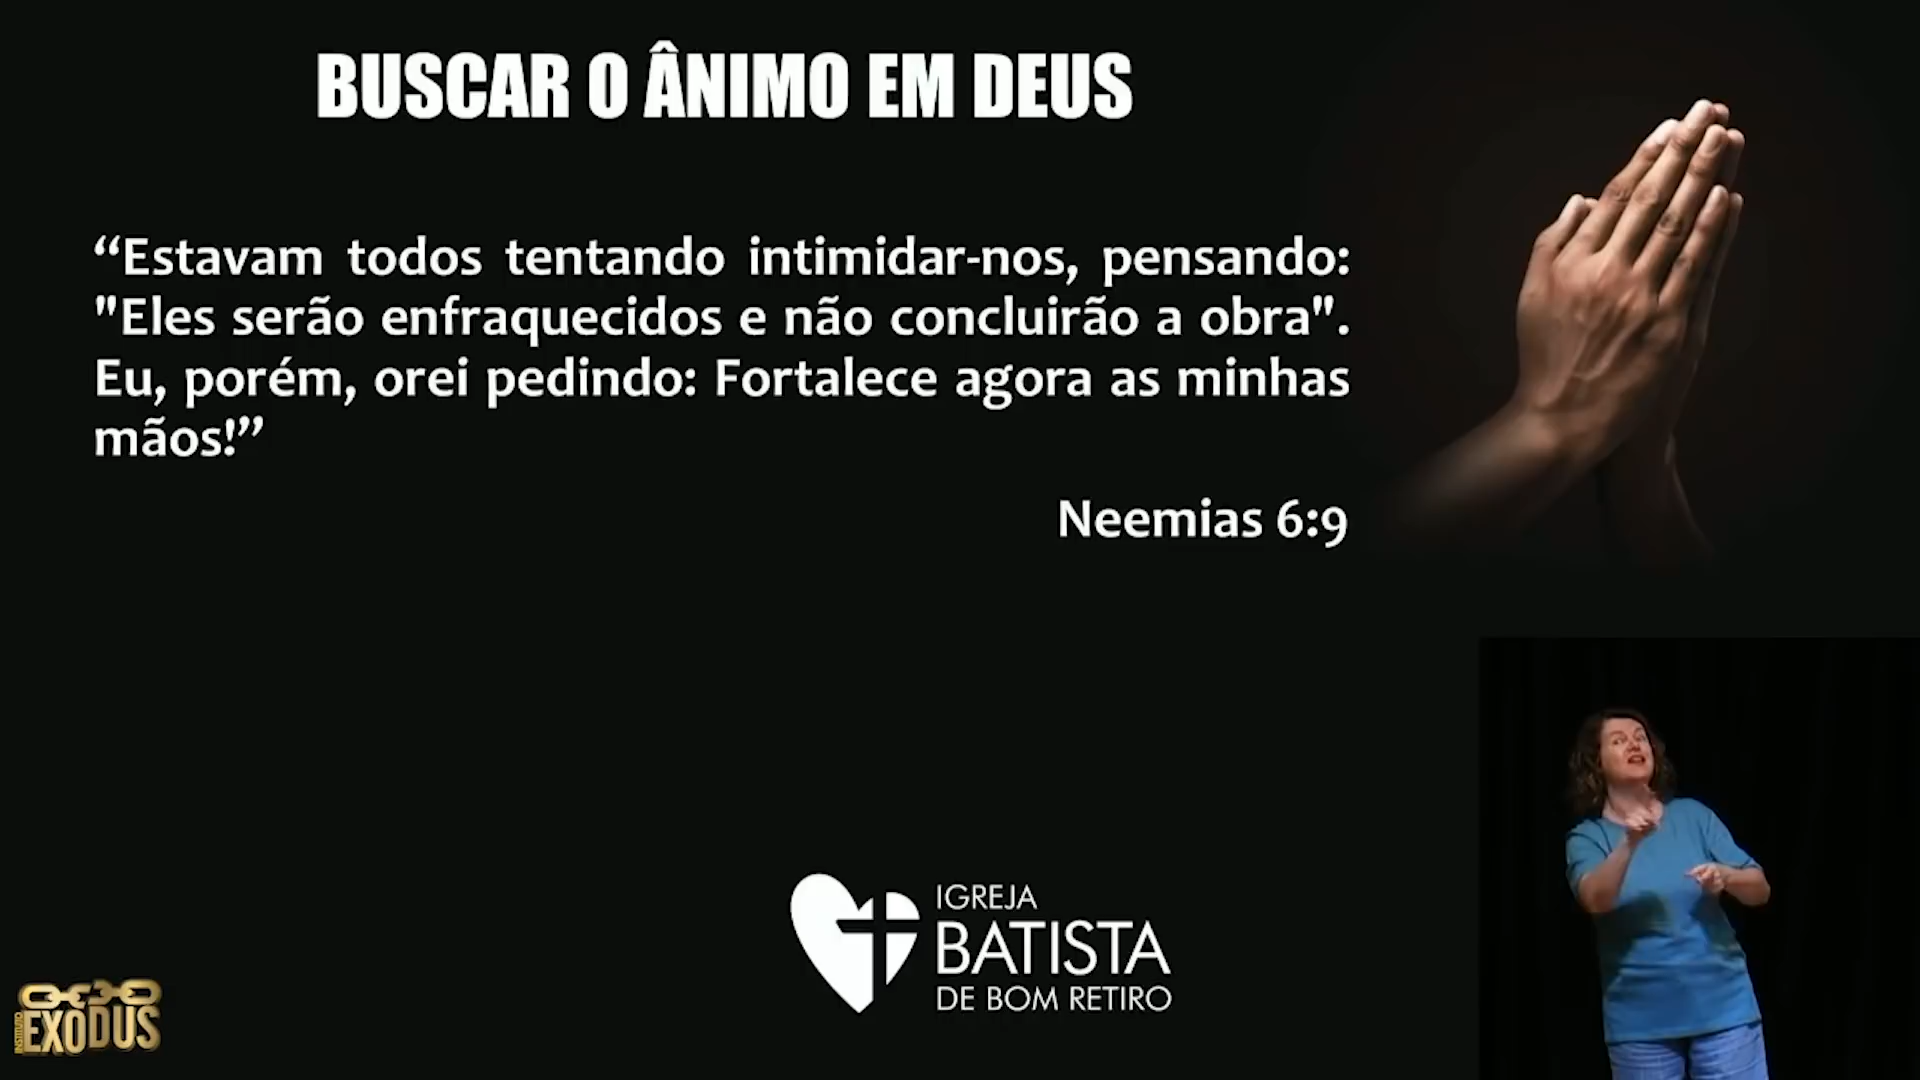 BUSCAR O ÂNIMO EM DEUS
“Estavam todos tentando intimidar-nos, pensando:
"Eles serão enfraquecidos e não concluirão a obra".
Eu, porém, orei pedindo: Fortalece agora as minhas
mãos!”
Neemias 6:9
IGREJA
BATISTA
DE BOM RETIRO
INSTITUTO
EXODUS